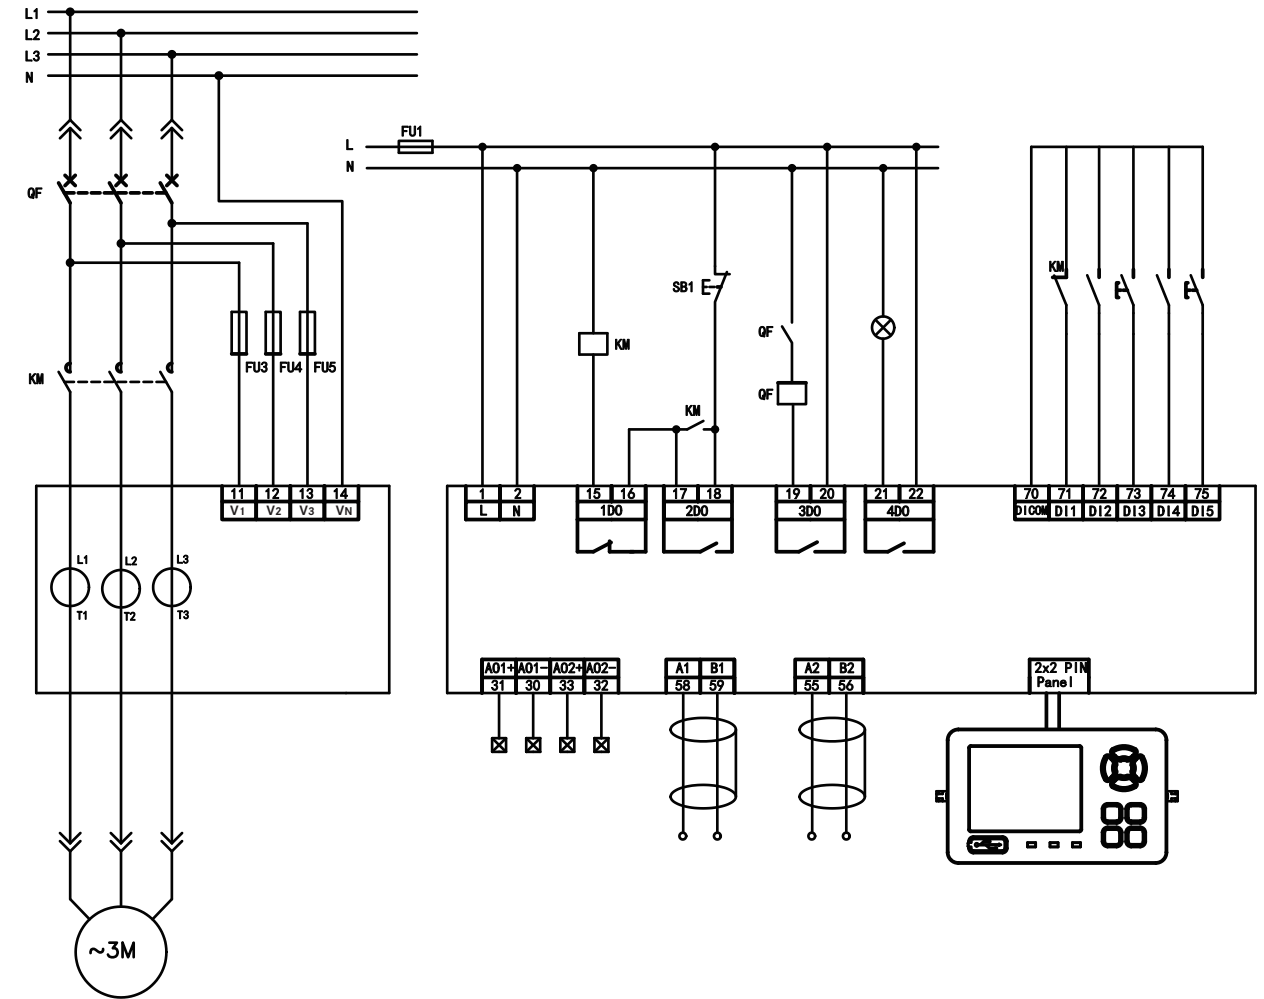 L1
L2
L3
N
FU1
L
N
QF
KM
SB1
QF
KM
FU3 FU4 FU5
KM
QF
KM
11 12 13 14
V1 V2 V3 VN
1 2
L N
15 16
1DO
17 18
2DO
19 20
3DO
21 22
4DO
70 71 72 73 74 75
DICOM DI1 DI2 DI3 DI4 DI5
L1 L2 L3
T1 T2 T3
AO1+ AO1- AO2+ AO2-
31 30 33 32
A1 B1
58 59
A2 B2
55 56
2x2 PIN
Panel
~3M